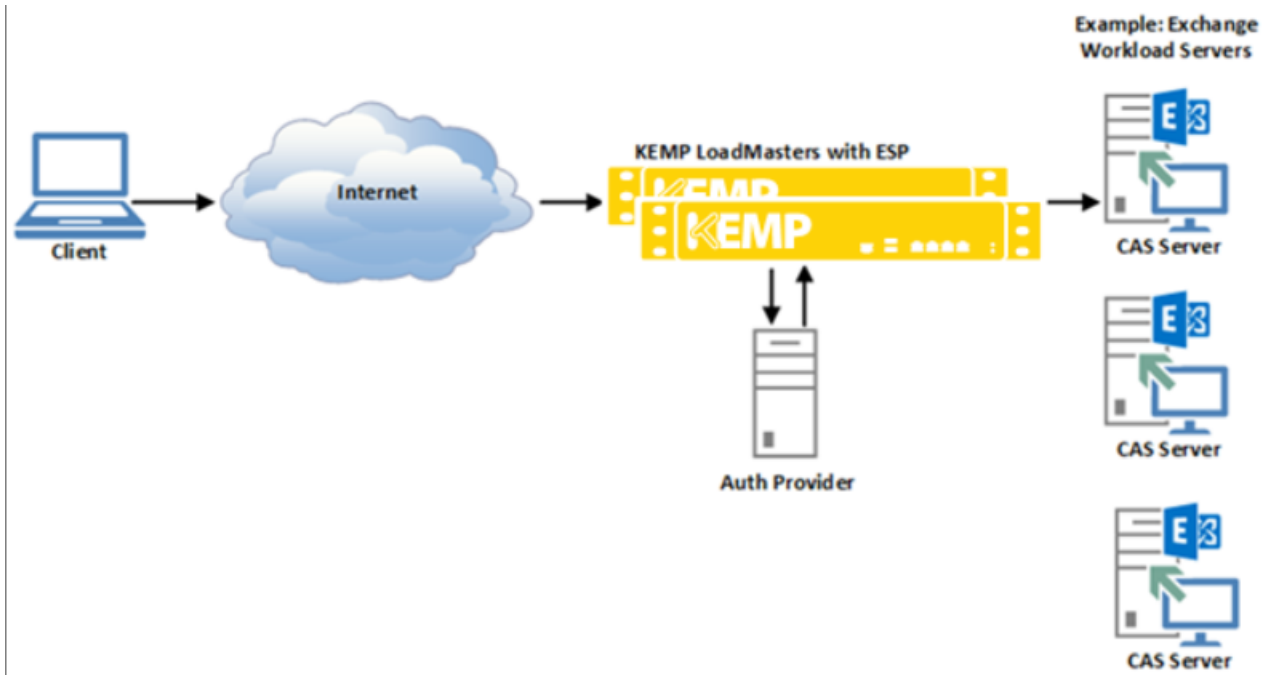 Example: Exchange
Workload Servers
E
KEMP LoadMasters with ESP
Internet
KEMP
KEMP
Client
CAS Server
E
Auth Provider
CAS Server
E
CAS Server